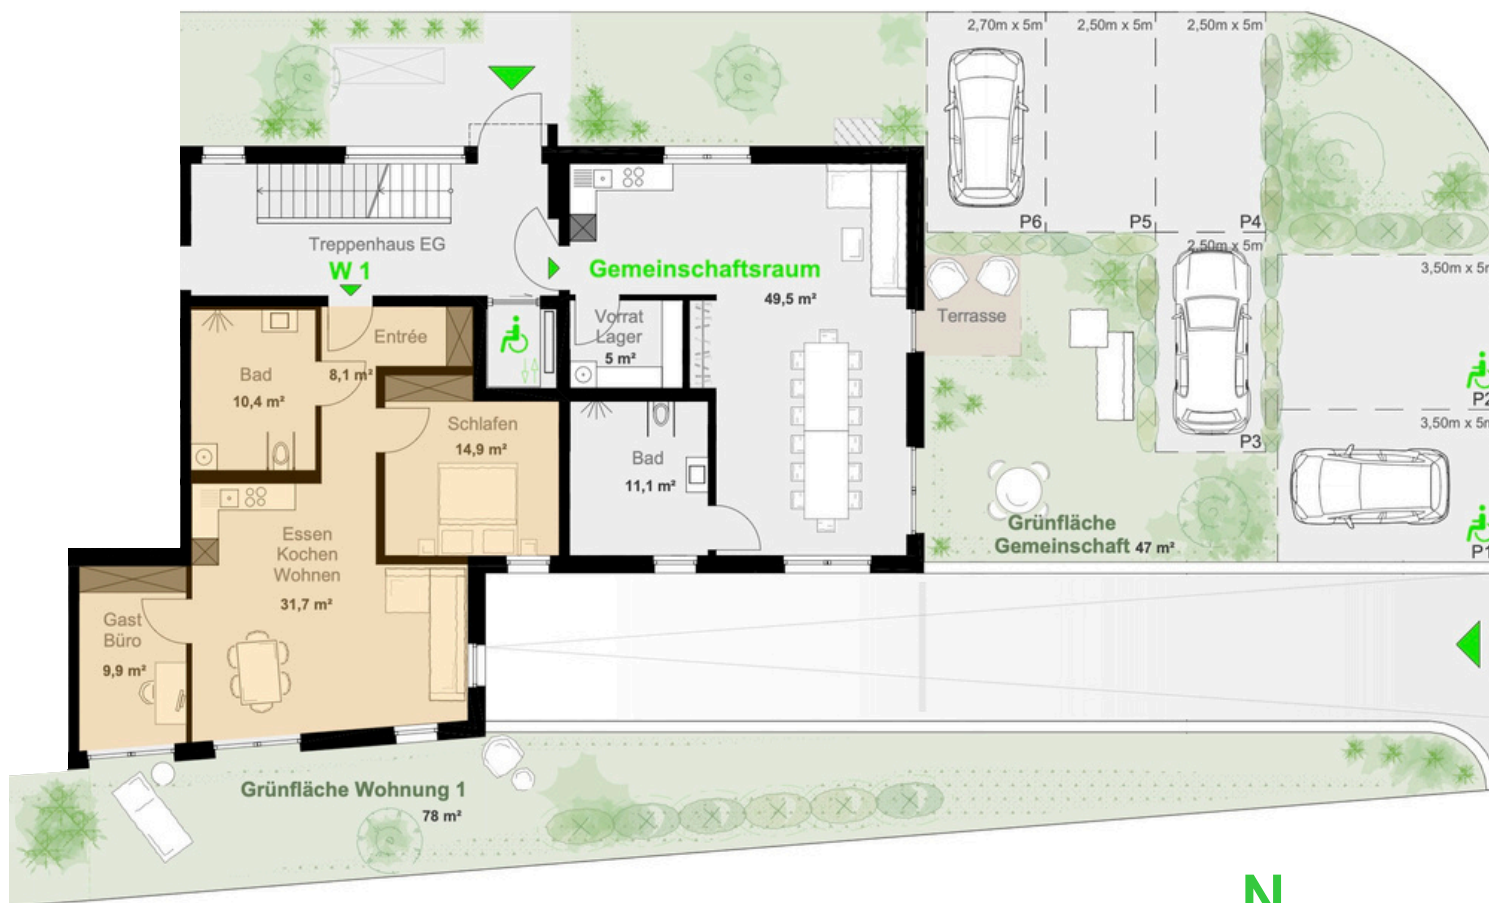 2,70m x 5m
2,50m x 5m
2,50m x 5m
P6
P5
P4
2,50m x 5m
3,50m x 5m
Treppenhaus EG
W 1
Gemeinschaftsraum
49,5 m²
Terrasse
Vorrat
Lager
5 m²
Entrée
8,1 m²
Bad
10,4 m²
Schlafen
14,9 m²
Bad
11,1 m²
P2
3,50m x 5m
P3
P1
Grünfläche
Gemeinschaft 47 m²
Essen
Kochen
Wohnen
31,7 m²
Gast
Büro
9,9 m²
Grünfläche Wohnung 1
78 m²
N